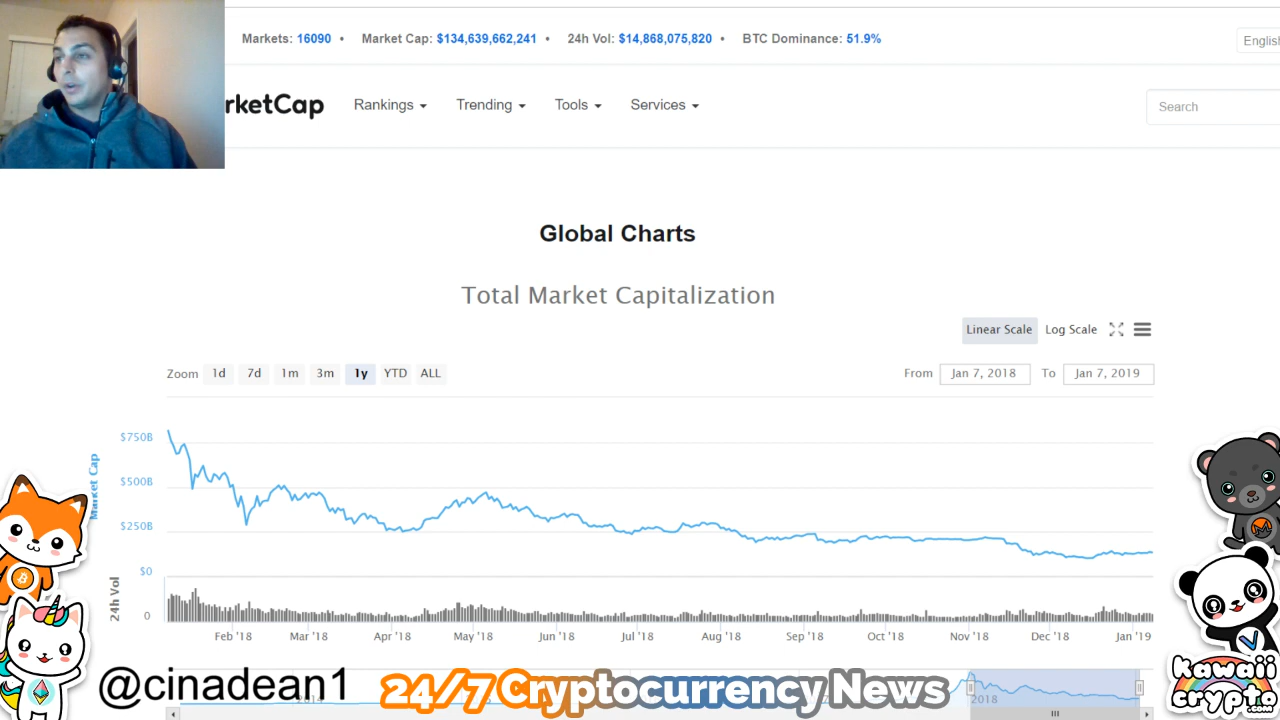 Markets: 16090 • Market Cap: $134,639,662,241 • 24h Vol: $14,868,075,820 • BTC Dominance: 51.9%
English
rketCap Rankings Trending Tools Services Search
Global Charts
Total Market Capitalization
Linear Scale Log Scale
Zoom 1d 7d 1m 3m 1y YTD ALL From Jan 7, 2018 To Jan 7, 2019
$750B
$500B
$250B
$0
Market Cap
0
24h Vol
Feb '18 Mar '18 Apr '18 May '18 Jun '18 Jul '18 Aug '18 Sep '18 Oct '18 Nov '18 Dec '18 Jan '19
2014 2018
@cinadean1
24/7 Cryptocurrency News
kawaii
crypto
.com